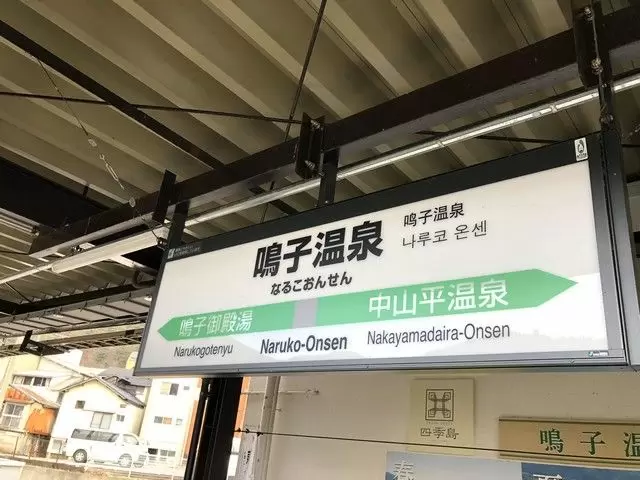 鳴子温泉
鸣子温泉
나루코 온센
なるこおんせん
鳴子御殿湯
中山平温泉
Narukogotenyu
Naruko-Onsen
Nakayamadaira-Onsen
四季島
鳴子温
春